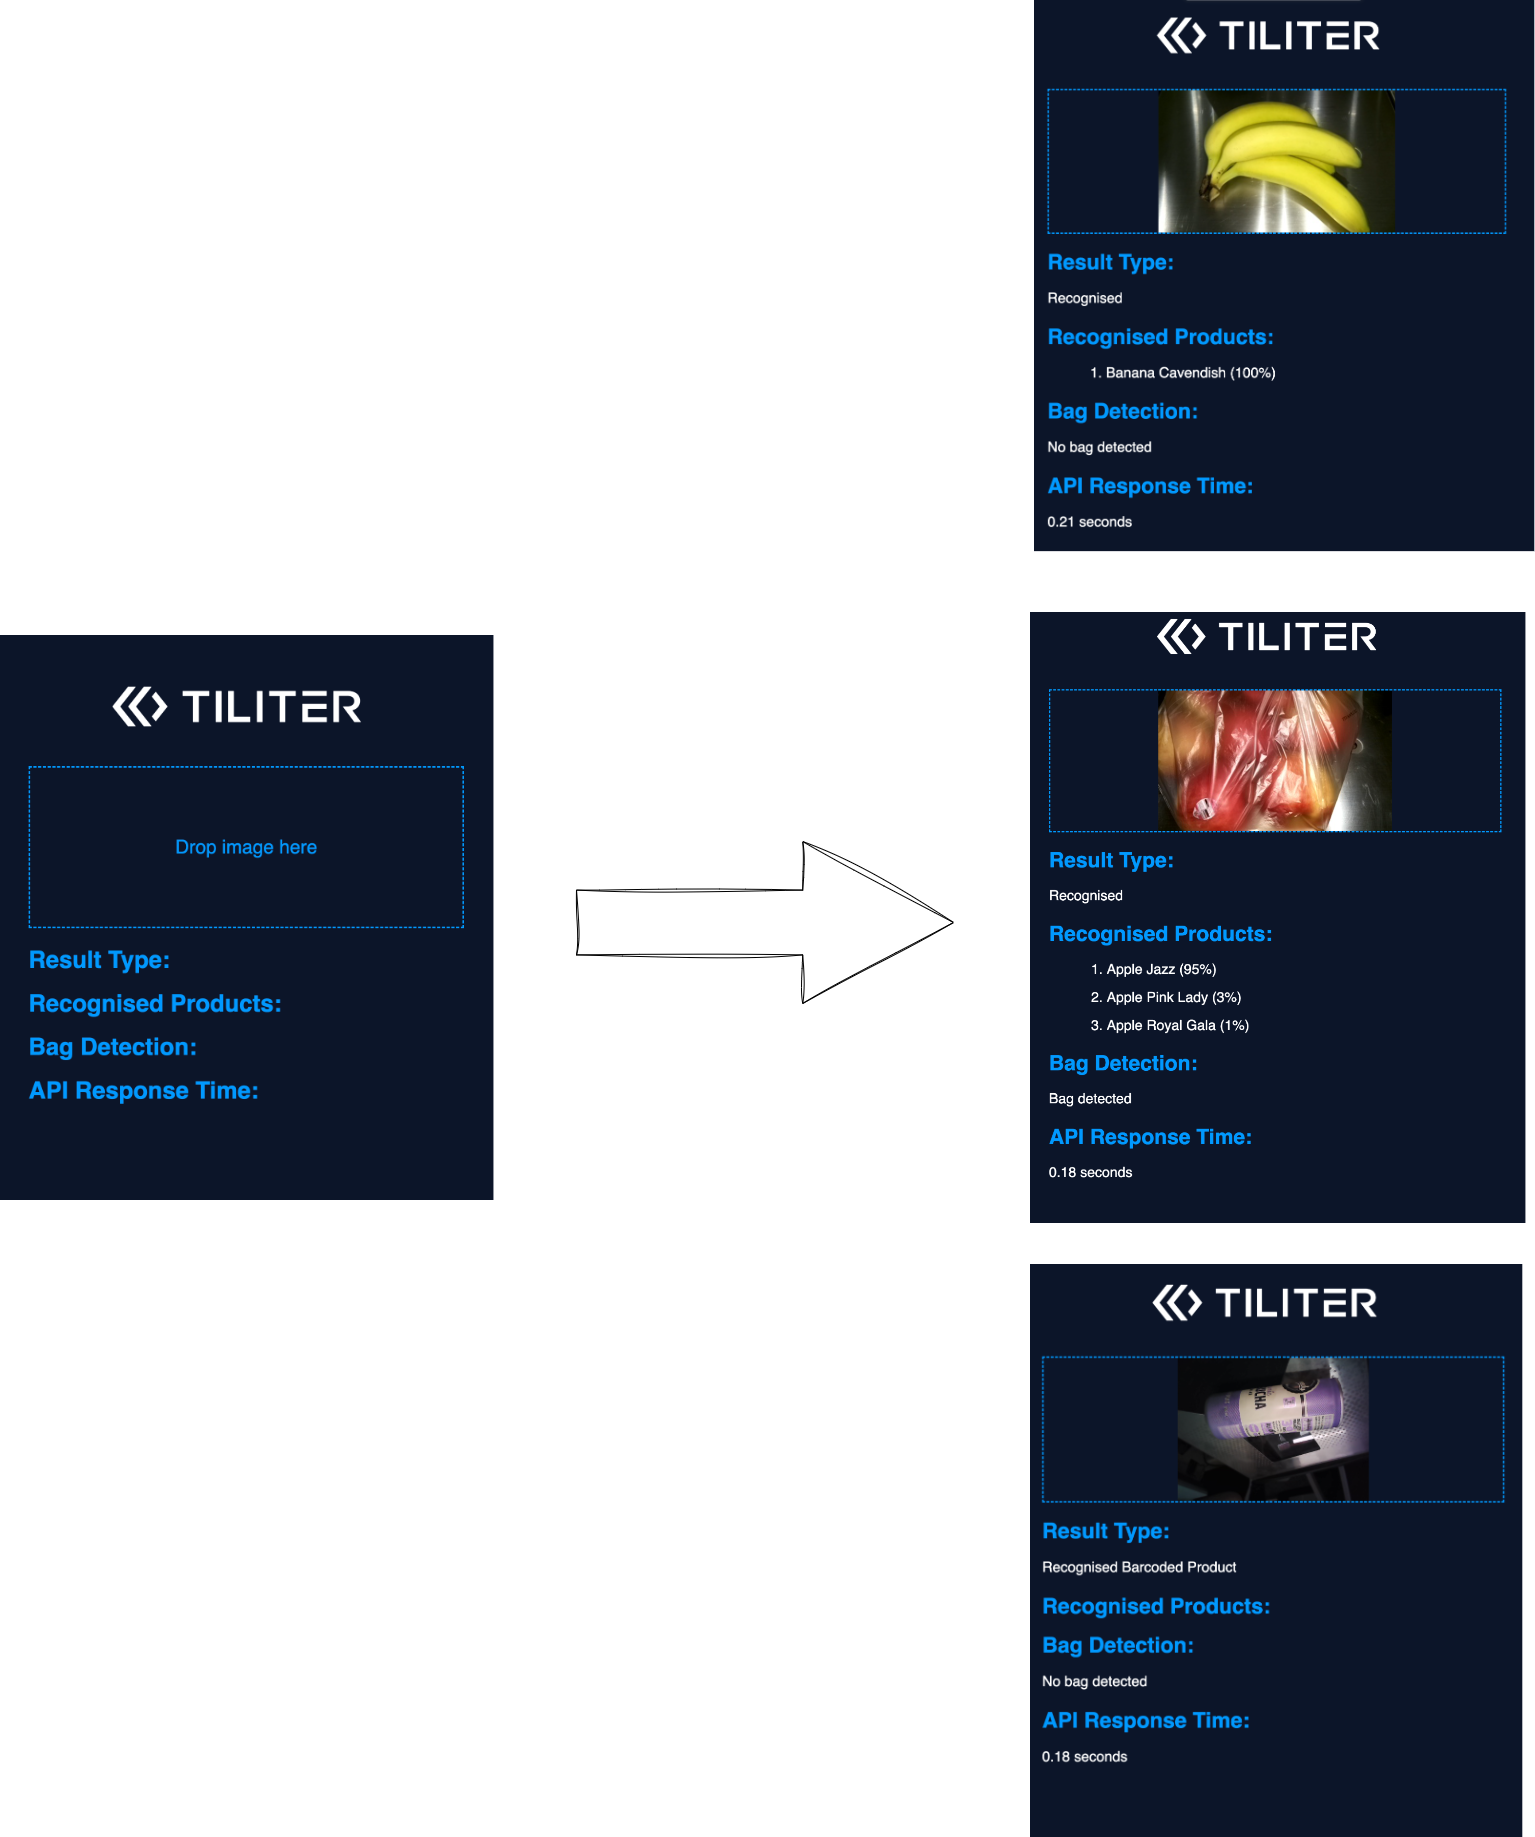 TILITER
Drop image here
Result Type:
Recognised Products:
Bag Detection:
API Response Time:
TILITER
Result Type:
Recognised
Recognised Products:
1. Banana Cavendish (100%)
Bag Detection:
No bag detected
API Response Time:
0.21 seconds
TILITER
Result Type:
Recognised
Recognised Products:
1. Apple Jazz (95%)
2. Apple Pink Lady (3%)
3. Apple Royal Gala (1%)
Bag Detection:
Bag detected
API Response Time:
0.18 seconds
TILITER
Result Type:
Recognised Barcoded Product
Recognised Products:
Bag Detection:
No bag detected
API Response Time:
0.18 seconds